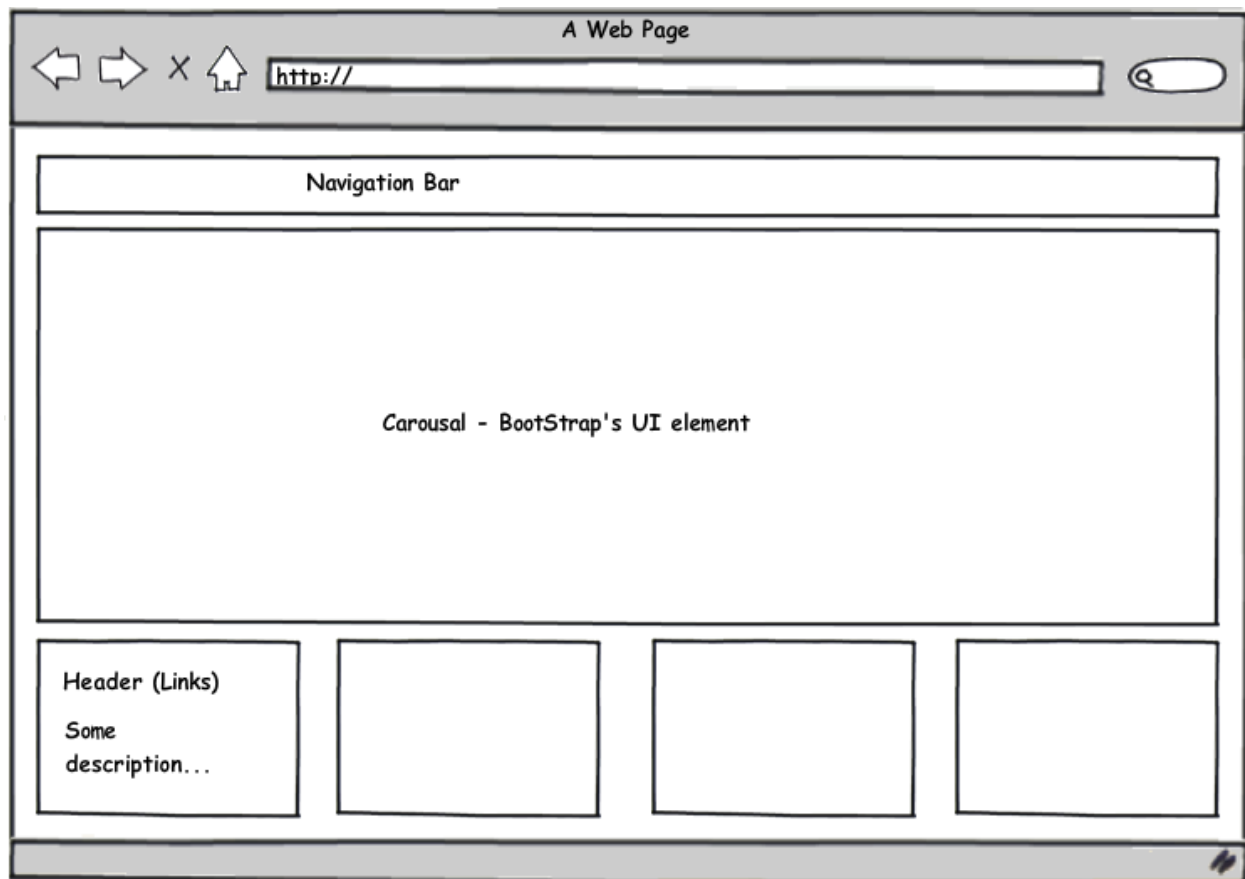 A Web Page
http://
Navigation Bar
Carousal - BootStrap's UI element
Header (Links)
Some
description...